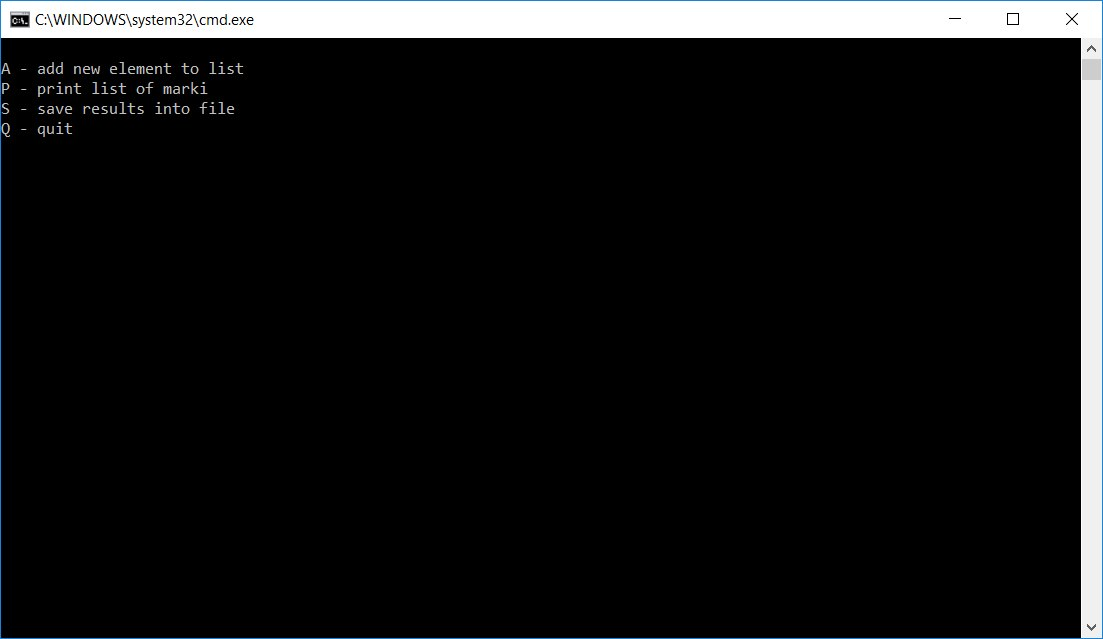 C:\WINDOWS\system32\cmd.exe
A - add new element to list
P - print list of marki
S - save results into file
Q - quit